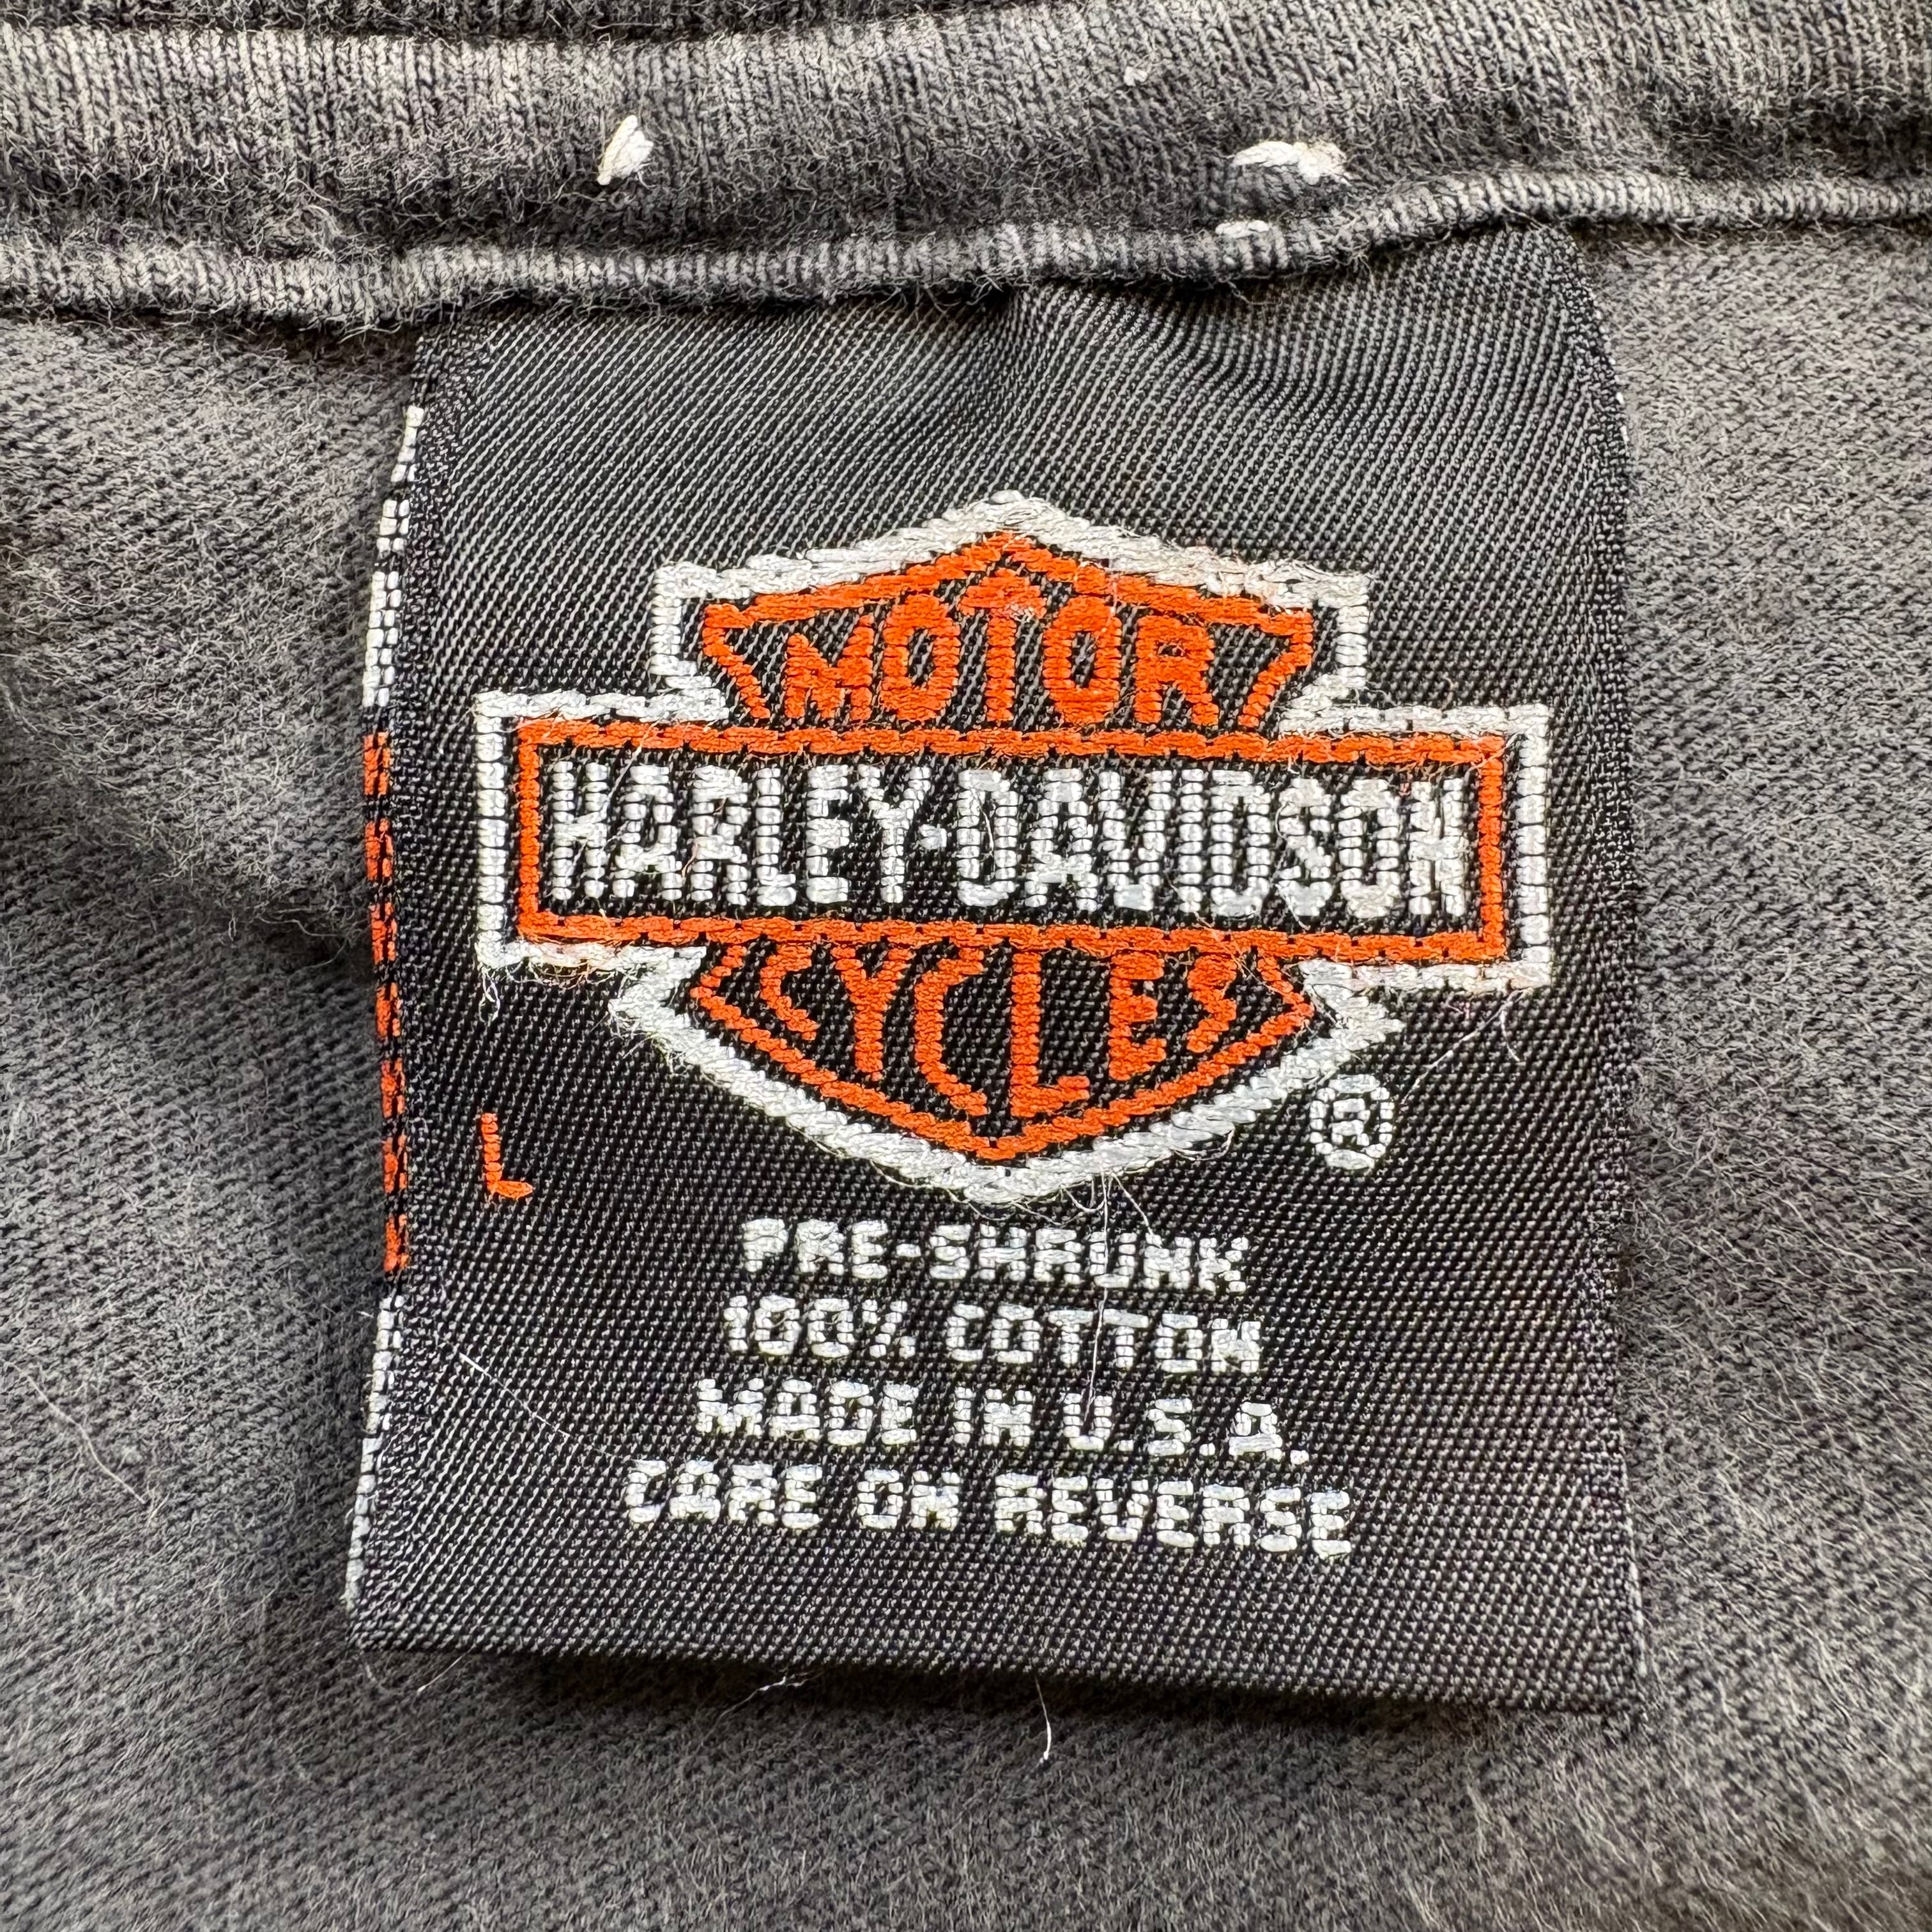 MOTOR
HARLEY-DAVIDSON
CYCLES
®
L
PRE-SHRUNK
100% COTTON
MADE IN U.S.A.
CARE ON REVERSE